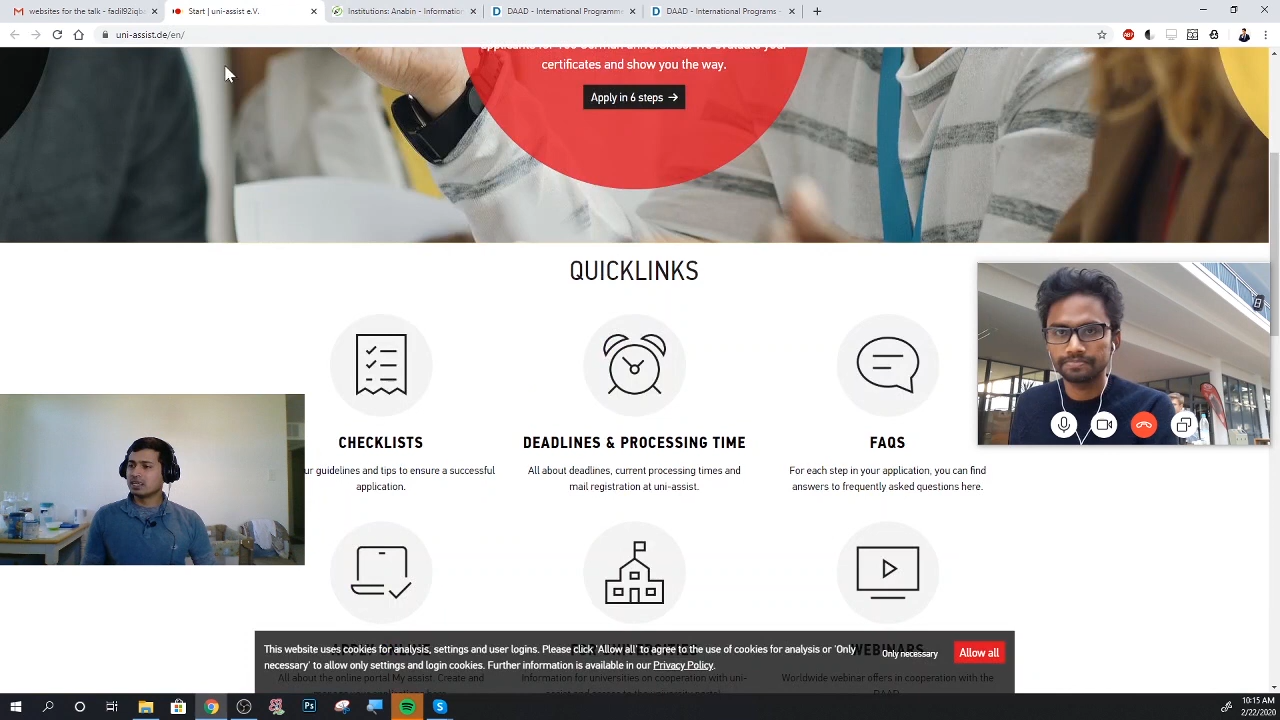 websites for the talk - fadil92iqba
Start | uni-assist e.V.
Institutions: Anabin - Information
DAAD - International Programme
DAAD - International Programs -
uni-assist.de/en/
ABP
certificates and show you the way.
Apply in 6 steps →
QUICKLINKS
CHECKLISTS
DEADLINES & PROCESSING TIME
FAQS
ur guidelines and tips to ensure a successful
application.
All about deadlines, current processing times and
mail registration at uni-assist.
For each step in your application, you can find
answers to frequently asked questions here.
This website uses cookies for analysis, settings and user logins. Please click 'Allow all' to agree to the use of cookies for analysis or 'Only
necessary' to allow only settings and login cookies. Further information is available in our Privacy Policy.
Only necessary
Allow all
WEBINARS
All about the online portal My assist. Create and
Information for universities on cooperation with uni-
Worldwide webinar offers in cooperation with the
10:15 AM
2/22/2020